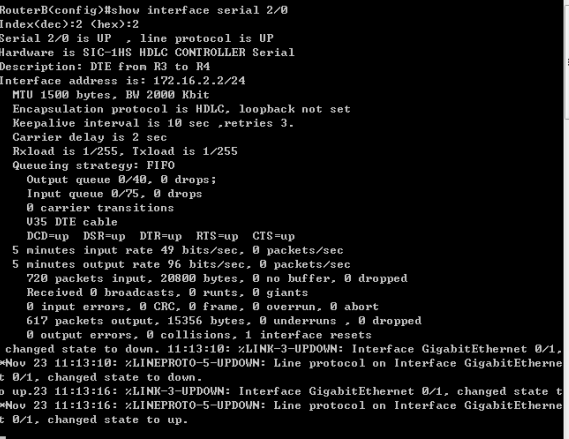 RouterB(config)#show interface serial 2/0
Index(dec):2 (hex):2
Serial 2/0 is UP  , line protocol is UP
Hardware is SIC-1HS HDLC CONTROLLER Serial
Description: DTE from R3 to R4
Interface address is: 172.16.2.2/24
  MTU 1500 bytes, BW 2000 Kbit
  Encapsulation protocol is HDLC, loopback not set
  Keepalive interval is 10 sec ,retries 3.
  Carrier delay is 2 sec
  Rxload is 1/255, Txload is 1/255
  Queueing strategy: FIFO
    Output queue 0/40, 0 drops;
    Input queue 0/75, 0 drops
    0 carrier transitions
    V35 DTE cable
    DCD=up  DSR=up  DTR=up  RTS=up  CTS=up
  5 minutes input rate 49 bits/sec, 0 packets/sec
  5 minutes output rate 96 bits/sec, 0 packets/sec
    720 packets input, 20800 bytes, 0 no buffer, 0 dropped
    Received 0 broadcasts, 0 runts, 0 giants
    0 input errors, 0 CRC, 0 frame, 0 overrun, 0 abort
    617 packets output, 15356 bytes, 0 underruns , 0 dropped
    0 output errors, 0 collisions, 1 interface resets
 changed state to down. 11:13:10: %LINK-3-UPDOWN: Interface GigabitEthernet 0/1,
*Nov 23 11:13:10: %LINEPROTO-5-UPDOWN: Line protocol on Interface GigabitEtherne
t 0/1, changed state to down.
o up.23 11:13:16: %LINK-3-UPDOWN: Interface GigabitEthernet 0/1, changed state t
*Nov 23 11:13:16: %LINEPROTO-5-UPDOWN: Line protocol on Interface GigabitEtherne
t 0/1, changed state to up.